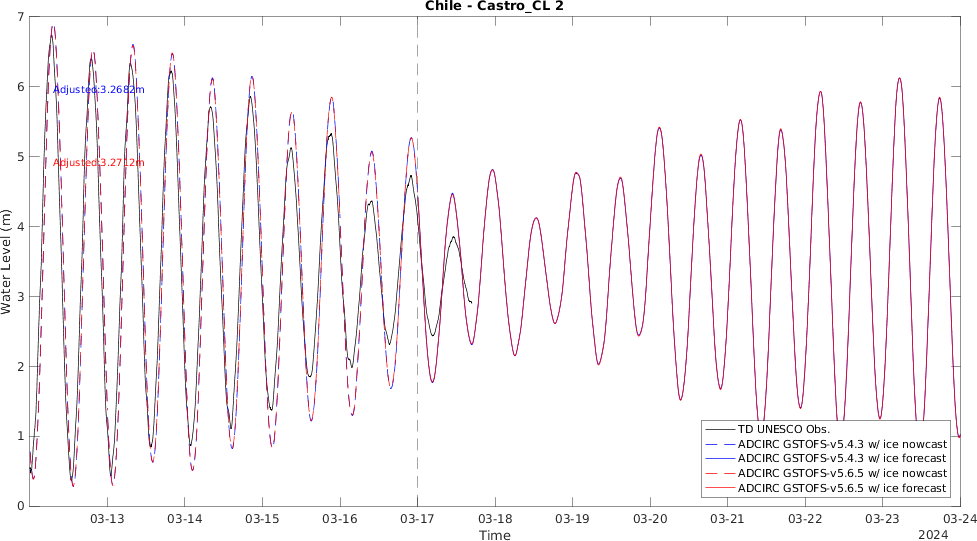 Chile - Castro_CL 2
7
6
5
4
3
2
1
0
Water Level (m)
Adjusted:3.2682m
Adjusted:3.2712m
TD UNESCO Obs.
ADCIRC GSTOFS-v5.4.3 w/ ice nowcast
ADCIRC GSTOFS-v5.4.3 w/ ice forecast
ADCIRC GSTOFS-v5.6.5 w/ ice nowcast
ADCIRC GSTOFS-v5.6.5 w/ ice forecast
03-13 03-14 03-15 03-16 03-17 03-18 03-19 03-20 03-21 03-22 03-23 03-24
Time
2024